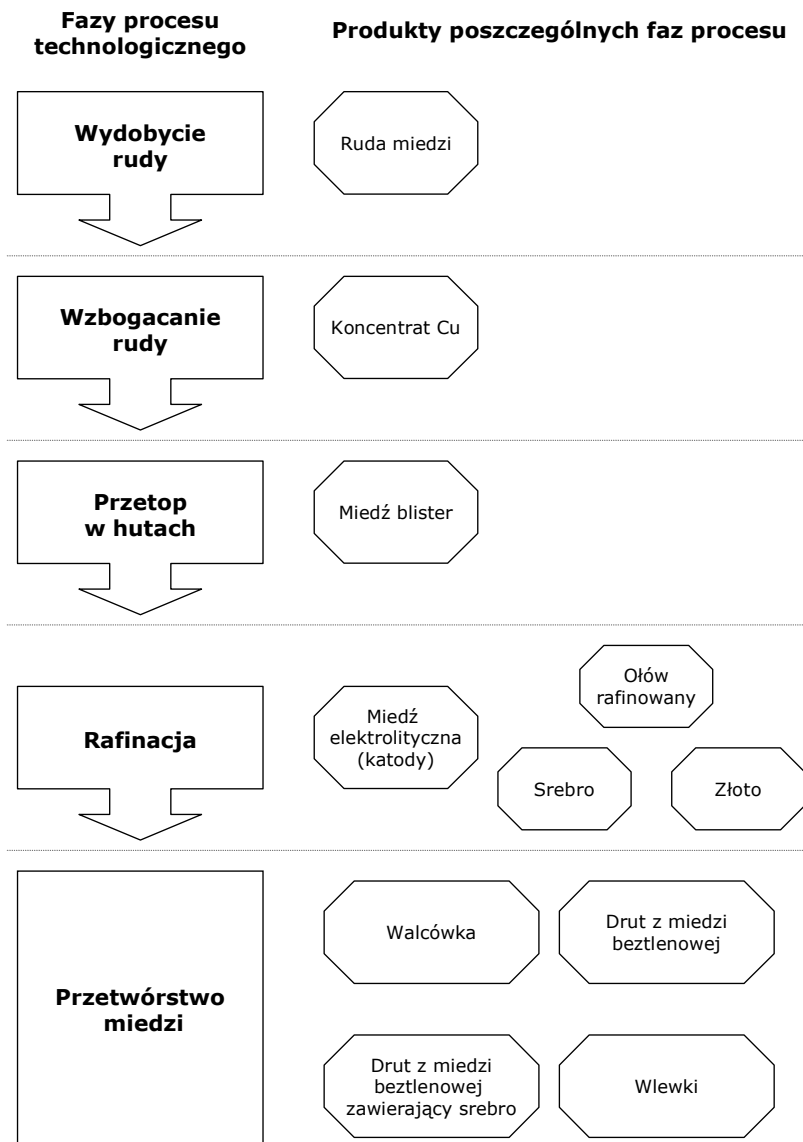 Fazy procesu
technologicznego
Produkty poszczególnych faz procesu
Wydobycie
rudy
Ruda miedzi
Wzbogacanie
rudy
Koncentrat Cu
Przetop
w hutach
Miedź blister
Rafinacja
Miedź
elektrolityczna
(katody)
Ołów
rafinowany
Srebro
Złoto
Przetwórstwo
miedzi
Walcówka
Drut z miedzi
beztlenowej
Drut z miedzi
beztlenowej
zawierający srebro
Wlewki